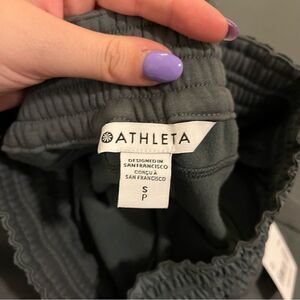 ATHLETA
DESIGNED IN
SAN FRANCISCO
CONÇU À
SAN FRANCISCO
S
P